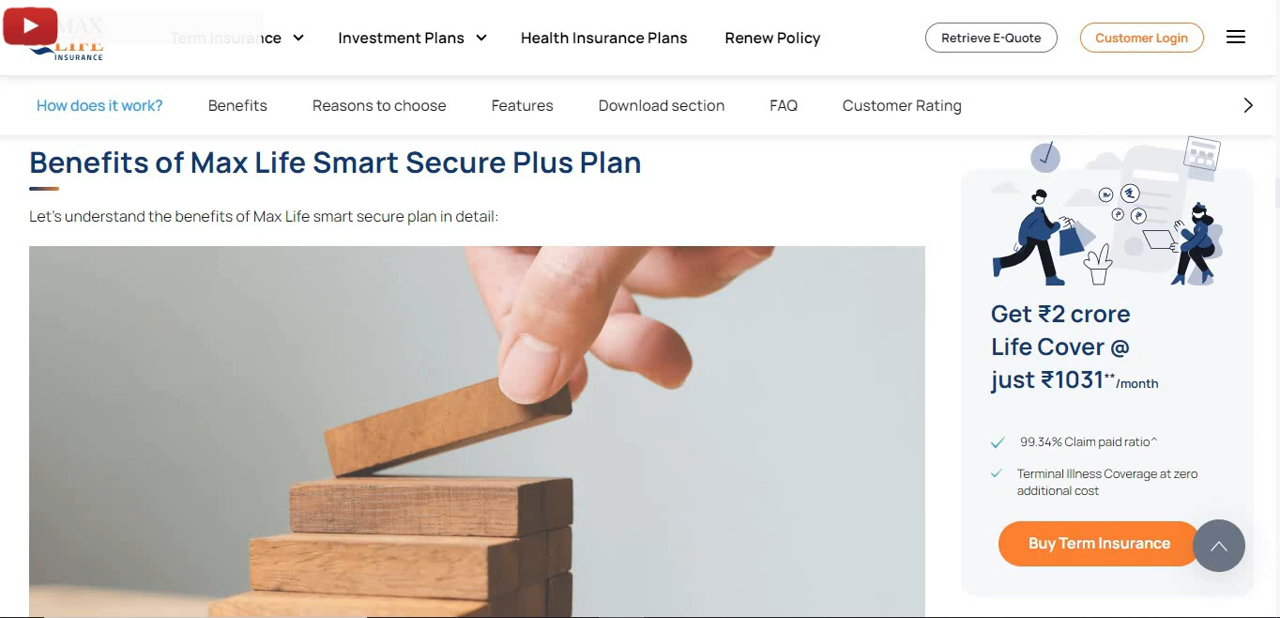 MAX
LIFE
INSURANCE
Term Insurance
Investment Plans
Health Insurance Plans
Renew Policy
Retrieve E-Quote
Customer Login
How does it work?
Benefits
Reasons to choose
Features
Download section
FAQ
Customer Rating
Benefits of Max Life Smart Secure Plus Plan
Let's understand the benefits of Max Life smart secure plan in detail:
Get ₹2 crore
Life Cover @
just ₹1031**/month
99.34% Claim paid ratio^
Terminal Illness Coverage at zero
additional cost
Buy Term Insurance